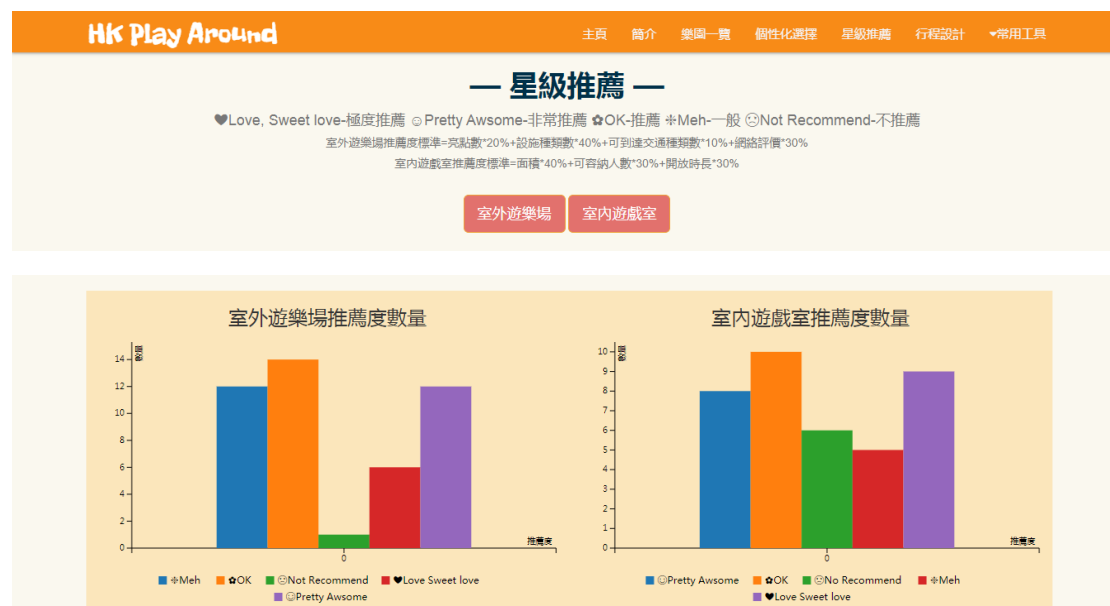 HK Play Around
主頁 簡介 樂園一覽 個性化選擇 星級推薦 行程設計 ▾常用工具
— 星級推薦 —
♥Love, Sweet love-極度推薦 ☺Pretty Awsome-非常推薦 ✿OK-推薦 ❉Meh-一般 ☹Not Recommend-不推薦
室外遊樂場推薦度標準=亮點數*20%+設施種類數*40%+可到達交通種類數*10%+網絡評價*30%
室內遊戲室推薦度標準=面積*40%+可容納人數*30%+開放時長*30%
室外遊樂場 室內遊戲室
室外遊樂場推薦度數量
數量
14
12
10
8
6
4
2
0
0
推薦度
❉Meh ✿OK ☹Not Recommend ♥Love Sweet love
☺Pretty Awsome
室內遊戲室推薦度數量
數量
10
9
8
7
6
5
4
3
2
1
0
0
推薦度
☺Pretty Awsome ✿OK ☹No Recommend ❉Meh
♥Love Sweet love